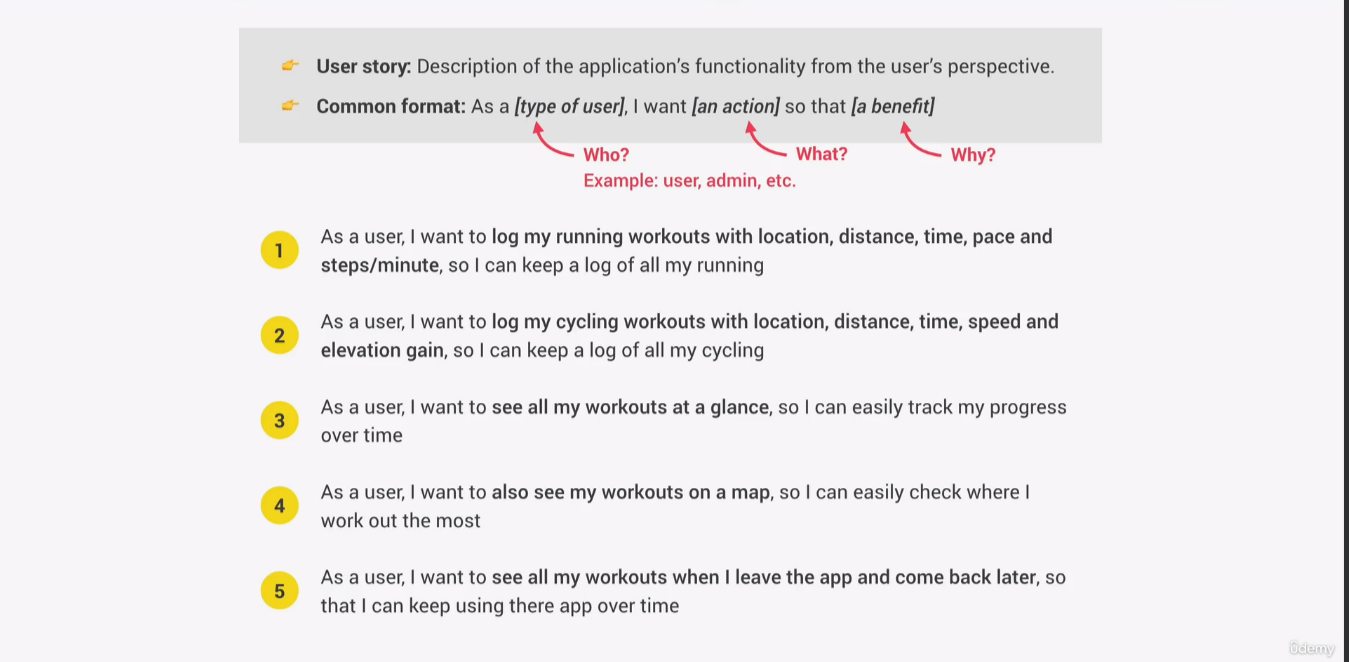 User story: Description of the application's functionality from the user's perspective.
Common format: As a [type of user], I want [an action] so that [a benefit]
Who?
What?
Why?
Example: user, admin, etc.
1
As a user, I want to log my running workouts with location, distance, time, pace and
steps/minute, so I can keep a log of all my running
2
As a user, I want to log my cycling workouts with location, distance, time, speed and
elevation gain, so I can keep a log of all my cycling
3
As a user, I want to see all my workouts at a glance, so I can easily track my progress
over time
4
As a user, I want to also see my workouts on a map, so I can easily check where I
work out the most
5
As a user, I want to see all my workouts when I leave the app and come back later, so
that I can keep using there app over time
ûdemy